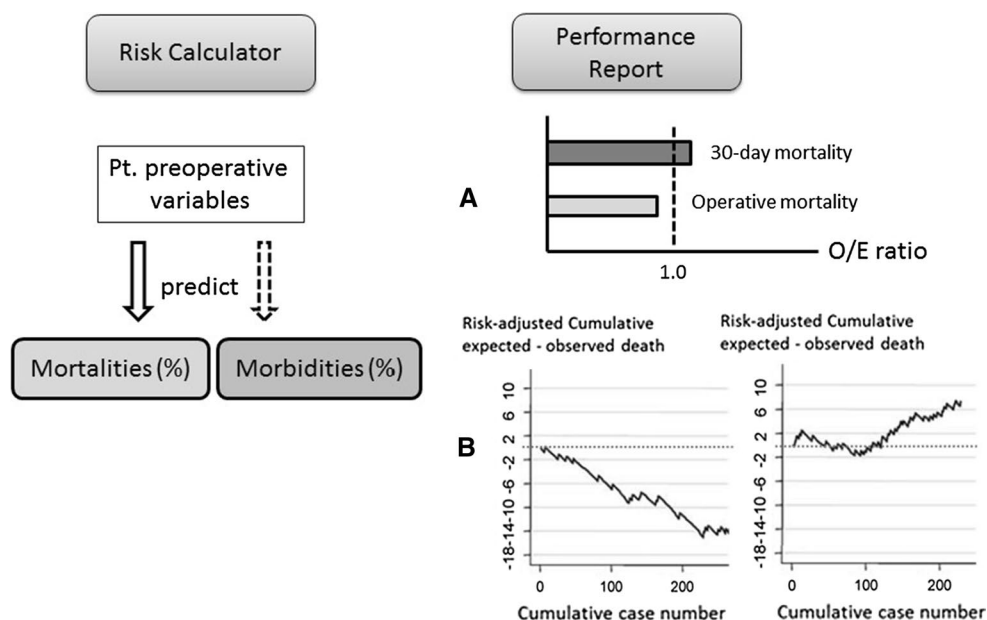 Risk Calculator
Pt. preoperative
variables
predict
Mortalities (%)
Morbidities (%)
Performance
Report
A
30-day mortality
Operative mortality
O/E ratio
1.0
B
Risk-adjusted Cumulative
expected - observed death
10
6
2
-2
-6
-10
-14
-18
0
100
200
Cumulative case number
Risk-adjusted Cumulative
expected - observed death
10
6
2
-2
-6
-10
-14
-18
0
100
200
Cumulative case number